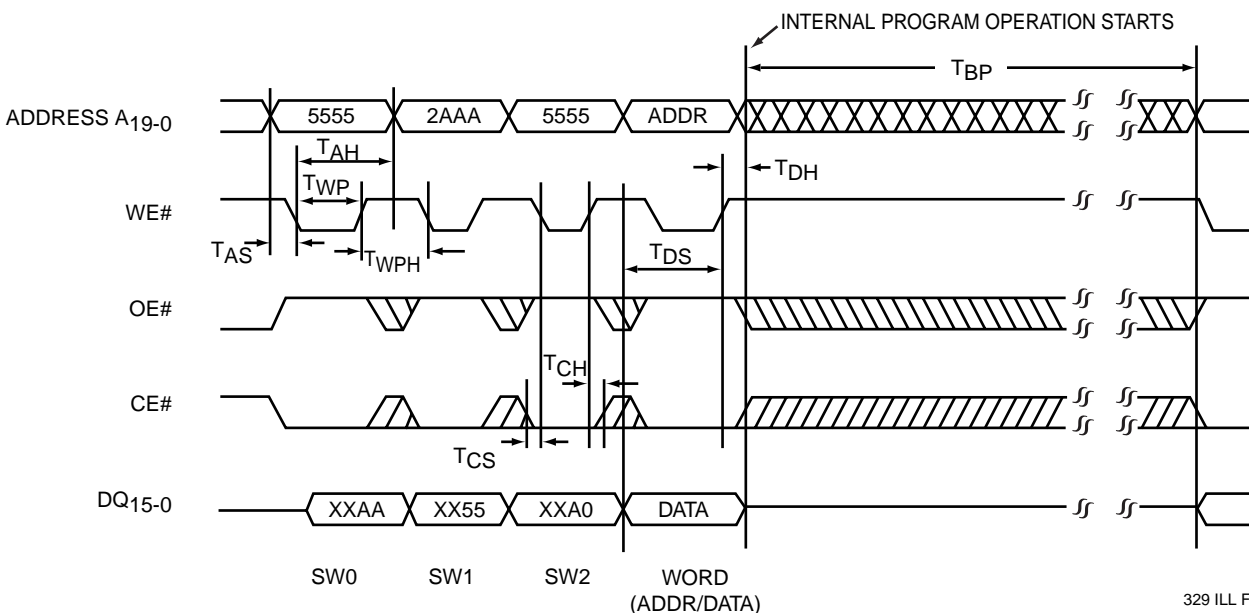 INTERNAL PROGRAM OPERATION STARTS
TBP
ADDRESS A19-0
5555
2AAA
5555
ADDR
TAH
TDH
TWP
WE#
TAS
TWPH
TDS
OE#
TCH
CE#
TCS
DQ15-0
XXAA
XX55
XXA0
DATA
SW0
SW1
SW2
WORD
(ADDR/DATA)
329 ILL F